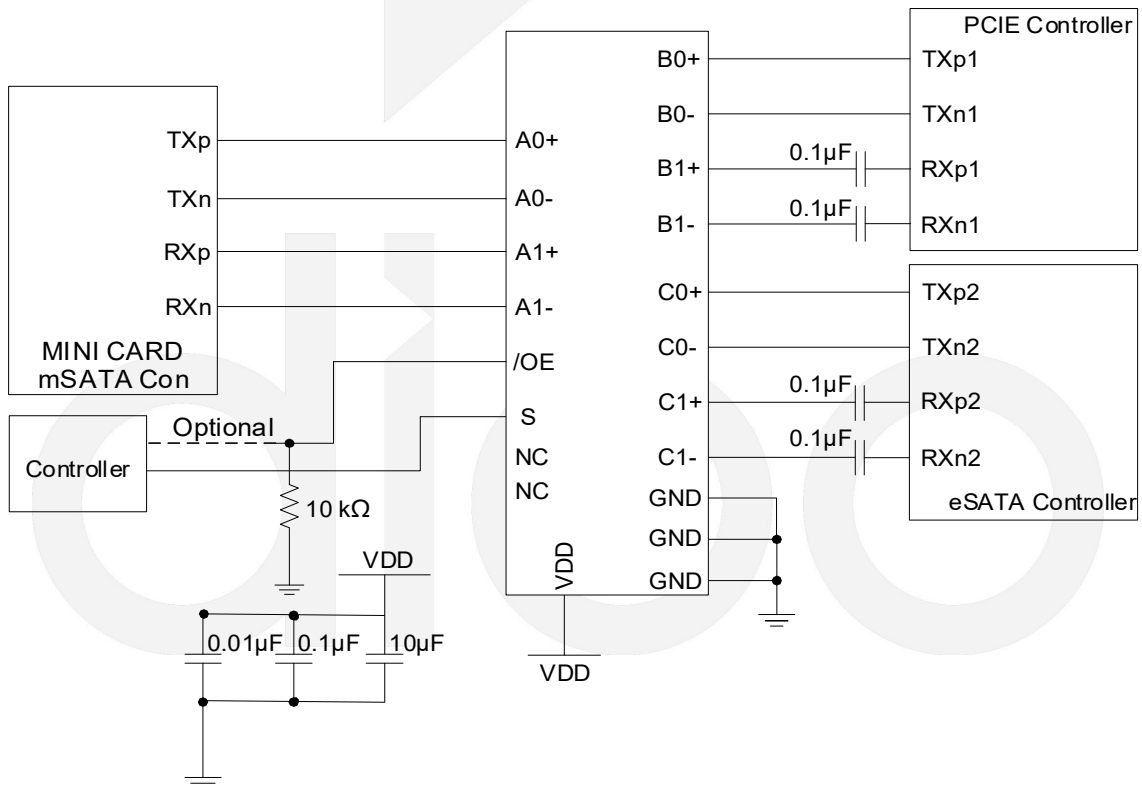 PCIE Controller
B0+
TXp1
B0-
TXn1
TXp
A0+
0.1µF
B1+
RXp1
TXn
A0-
0.1µF
B1-
RXn1
RXp
A1+
C0+
TXp2
RXn
A1-
MINI CARD
mSATA Con
/OE
C0-
TXn2
0.1µF
C1+
RXp2
Optional
S
0.1µF
Controller
NC
C1-
RXn2
NC
10 kΩ
GND
eSATA Controller
GND
VDD
VDD
GND
0.01µF
0.1µF
10µF
VDD
dioo